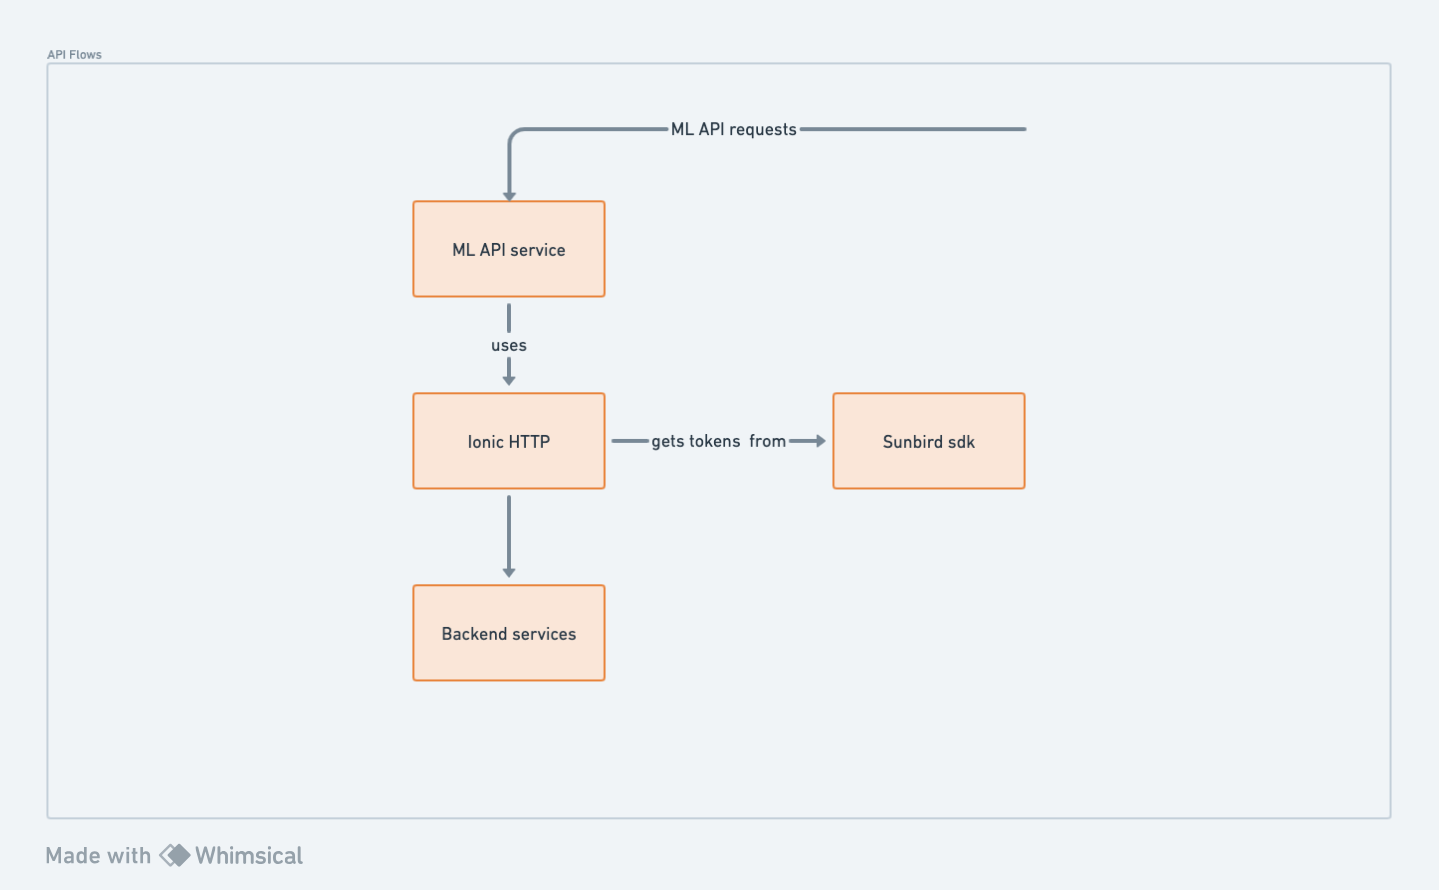 API Flows
ML API requests
ML API service
uses
Ionic HTTP
gets tokens  from
Sunbird sdk
Backend services
Made with Whimsical